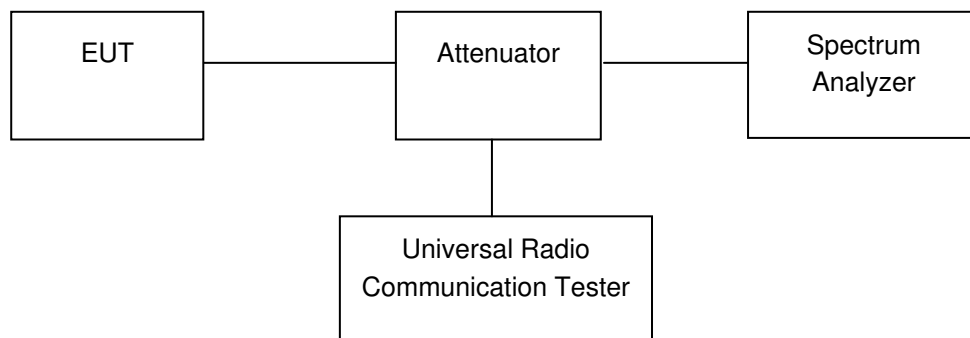 EUT
Attenuator
Spectrum
Analyzer
Universal Radio
Communication Tester